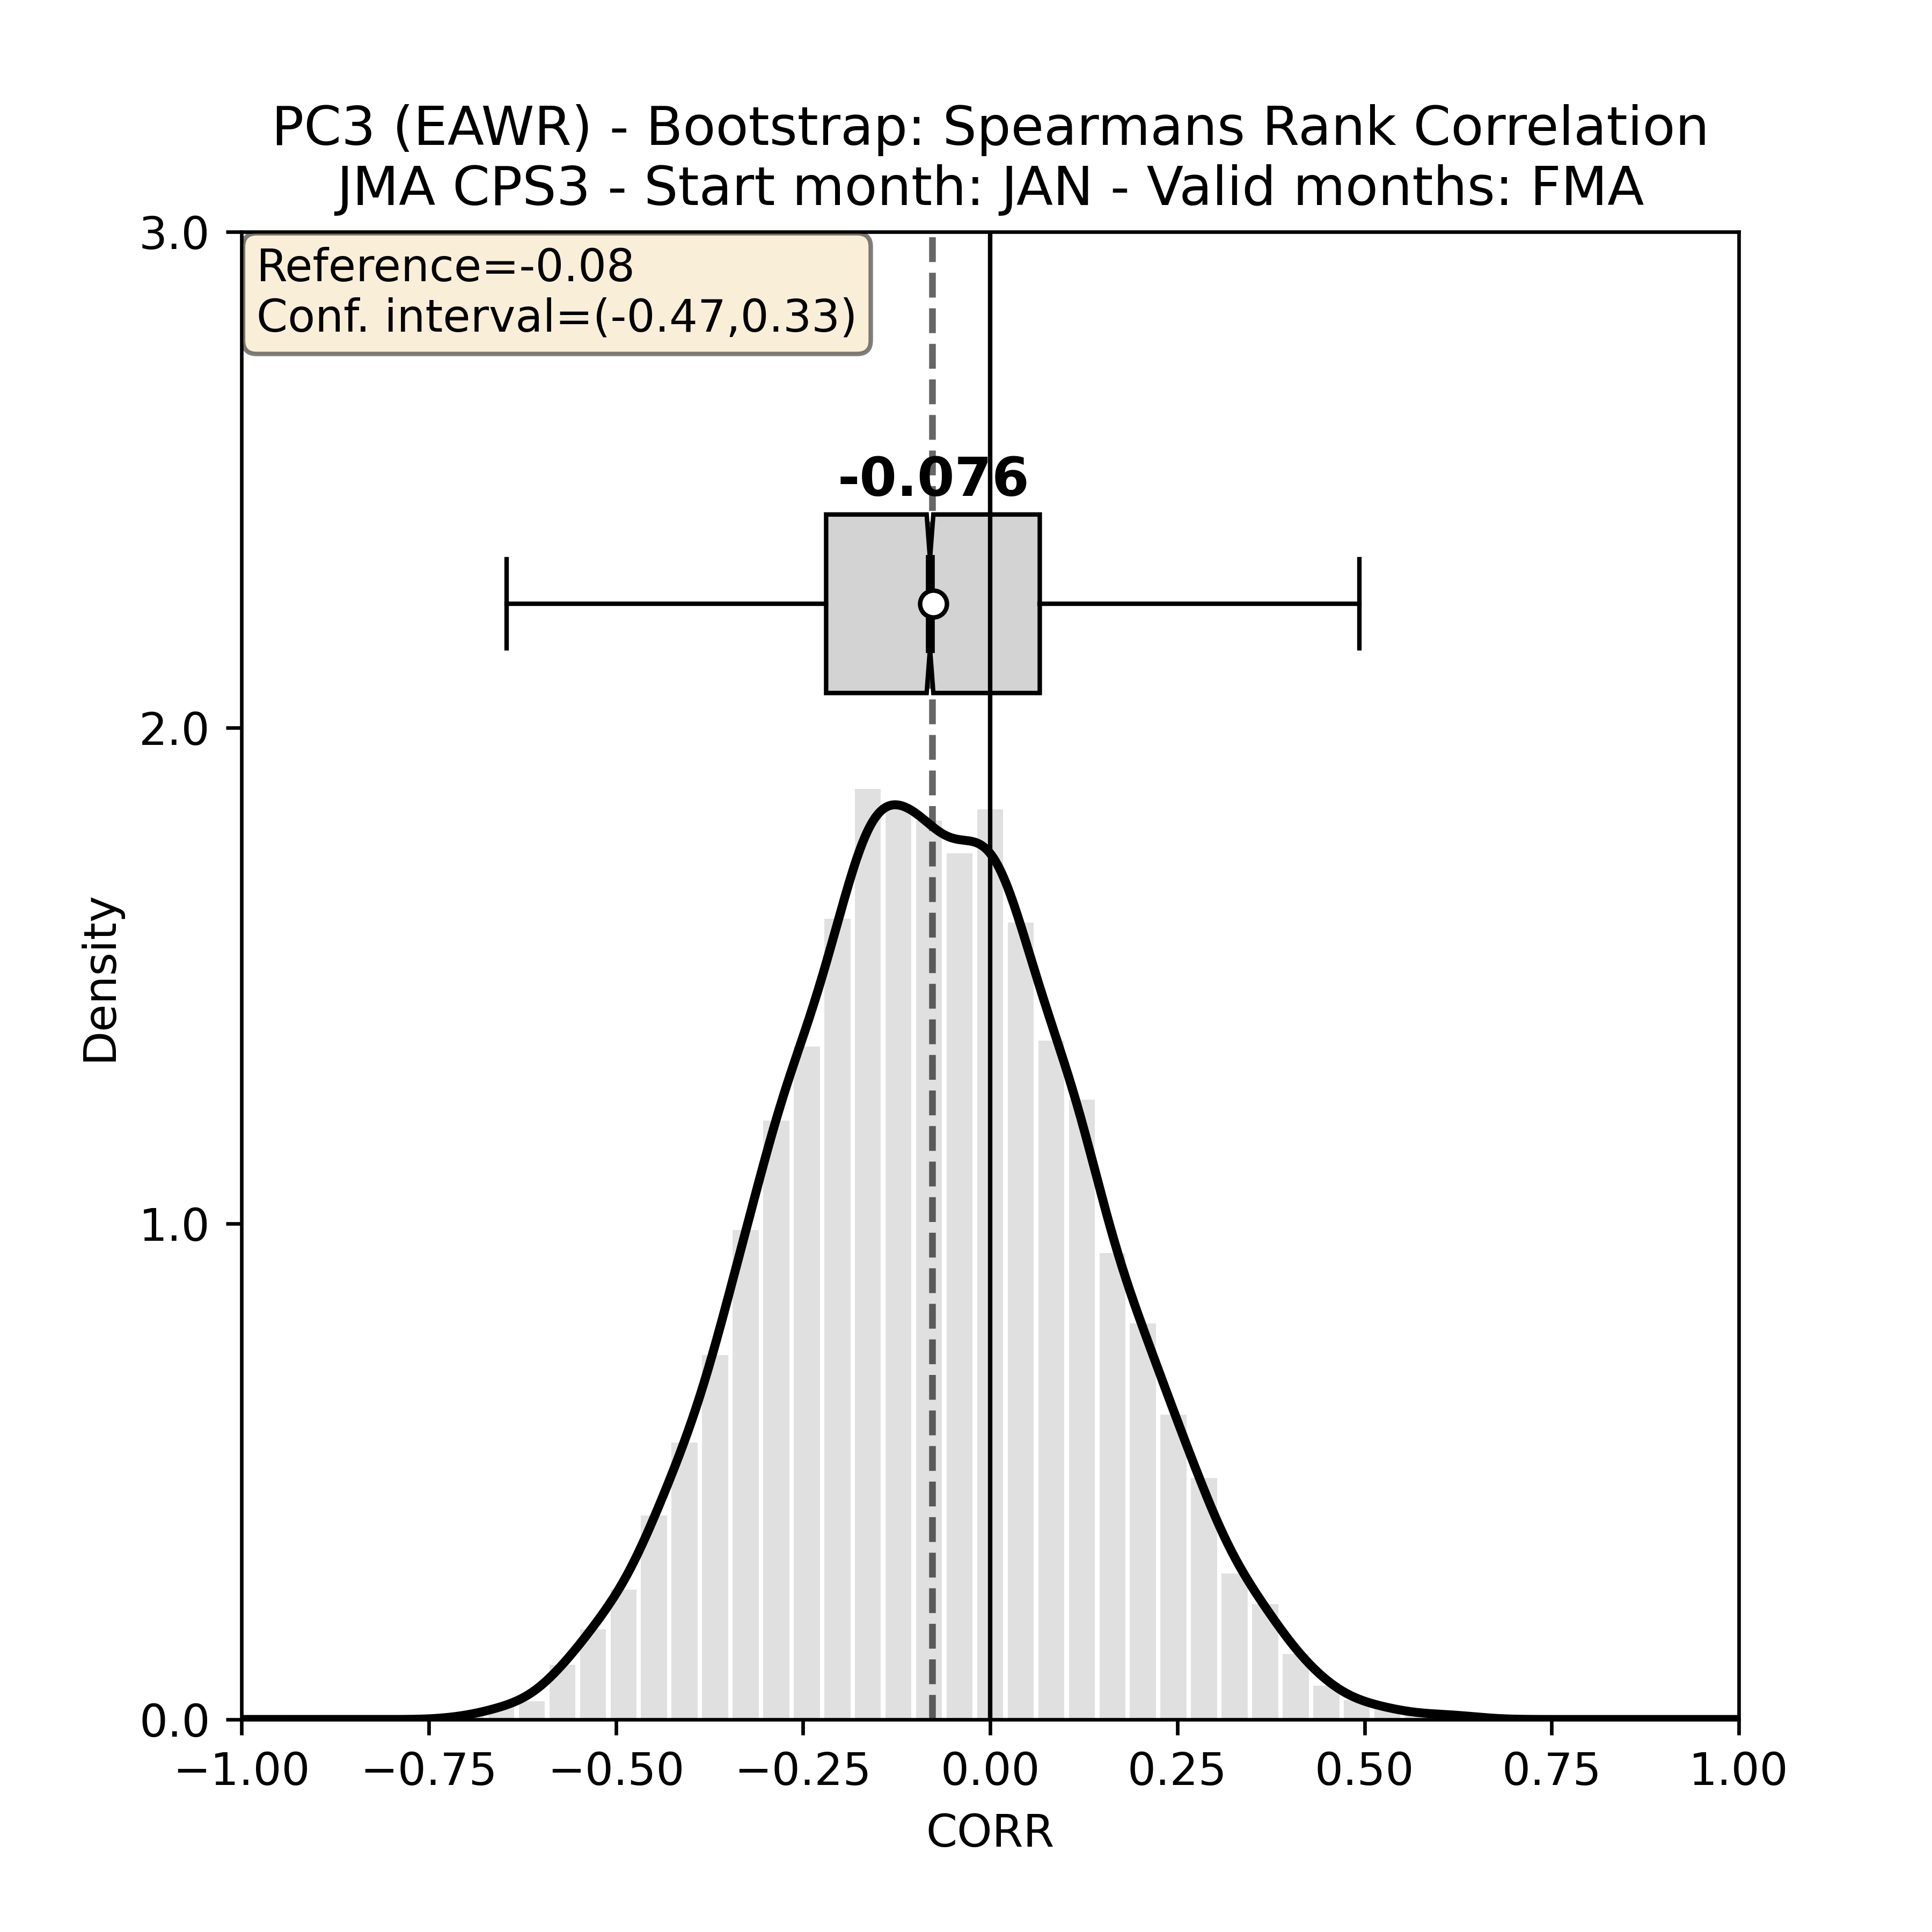 PC3 (EAWR) - Bootstrap: Spearmans Rank Correlation
JMA CPS3 - Start month: JAN - Valid months: FMA
3.0
Reference=-0.08
Conf. interval=(-0.47,0.33)
-0.076
2.0
Density
1.0
0.0
−1.00 −0.75 −0.50 −0.25 0.00 0.25 0.50 0.75 1.00
CORR